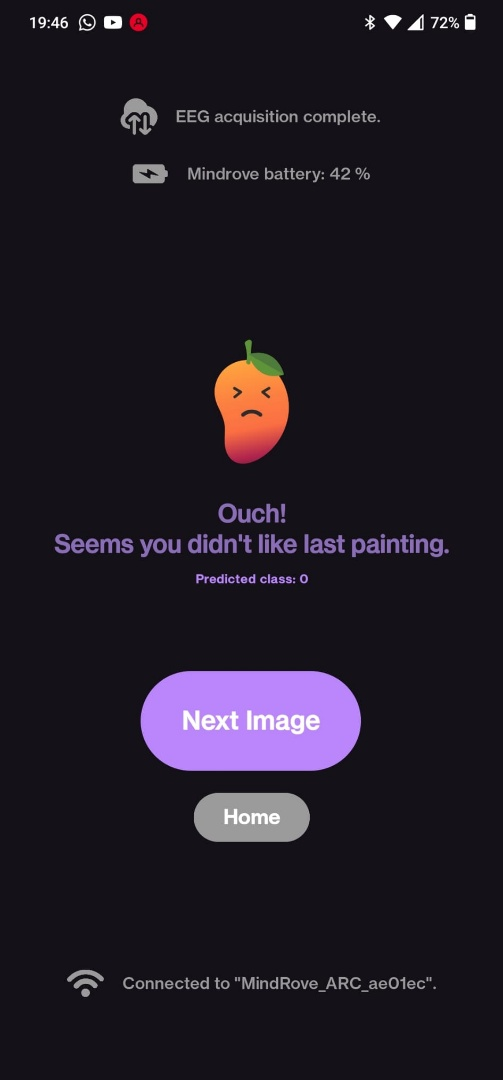 19:46
72%
EEG acquisition complete.
Mindrove battery: 42 %
Ouch!
Seems you didn't like last painting.
Predicted class: 0
Next Image
Home
Connected to "MindRove_ARC_ae01ec".